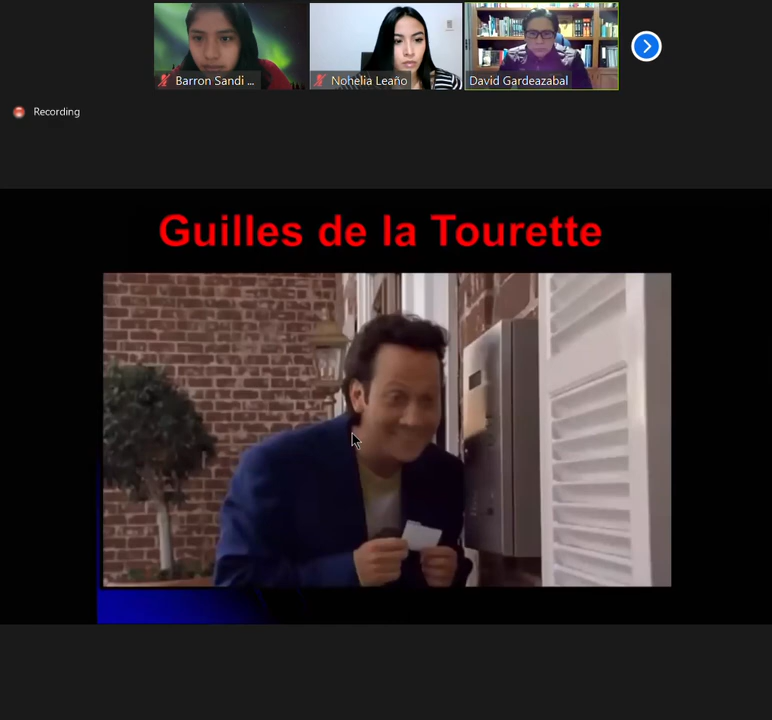 Barron Sandi ...
Nohelia Leaño
David Gardeazabal
Recording
Guilles de la Tourette